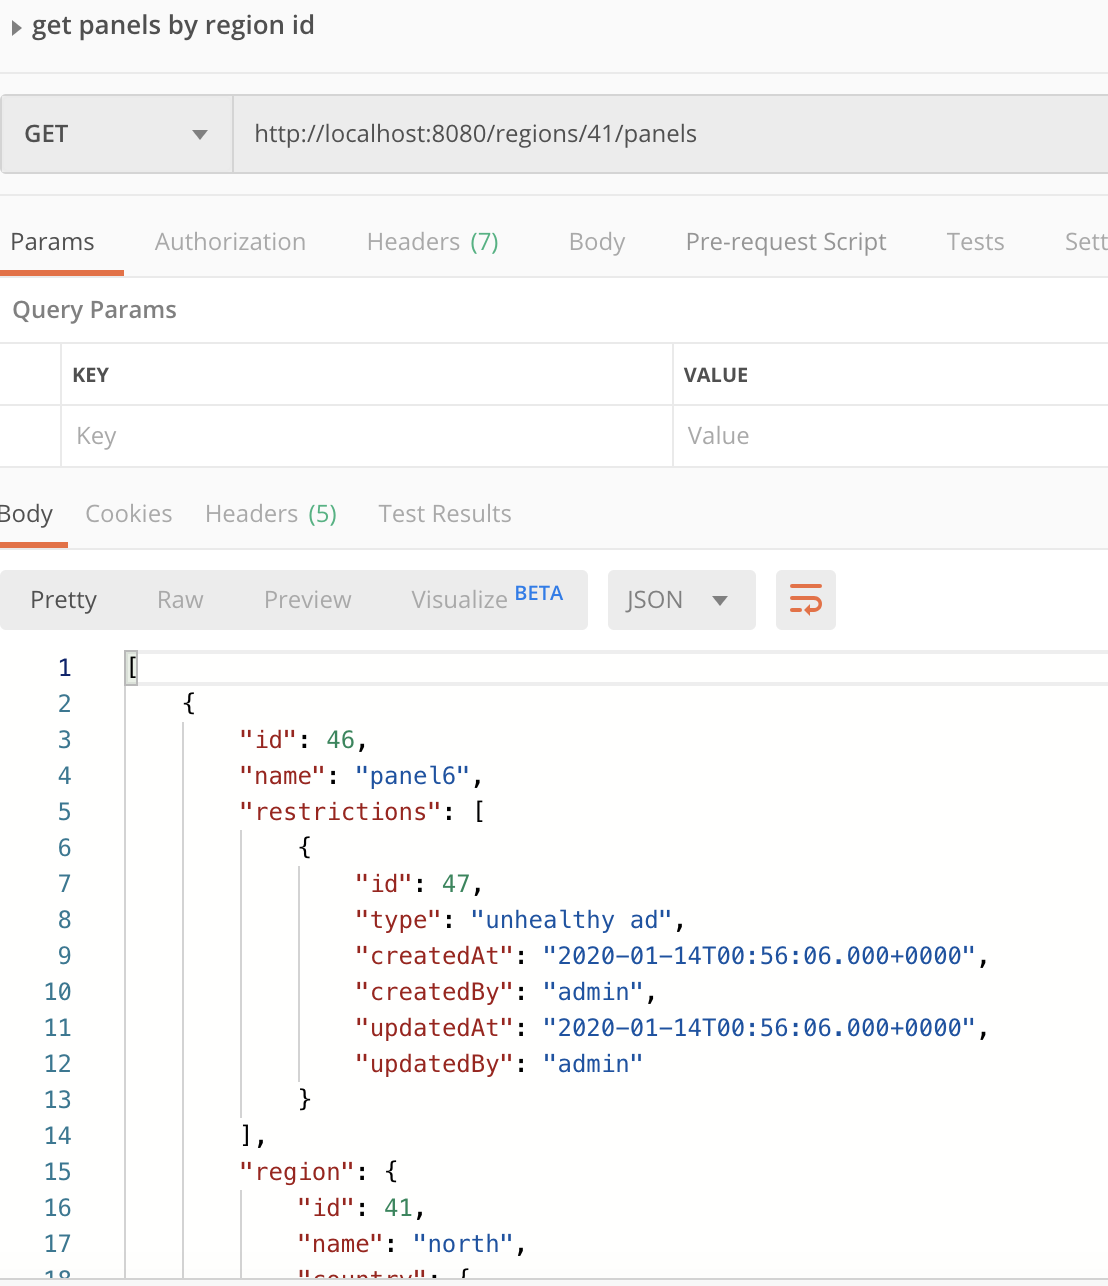 get panels by region id
GET http://localhost:8080/regions/41/panels
Params Authorization Headers (7) Body Pre-request Script Tests Sett
Query Params
KEY VALUE
Key Value
Body Cookies Headers (5) Test Results
Pretty Raw Preview Visualize BETA JSON
1 [
2 {
3 "id": 46,
4 "name": "panel6",
5 "restrictions": [
6 {
7 "id": 47,
8 "type": "unhealthy ad",
9 "createdAt": "2020-01-14T00:56:06.000+0000",
10 "createdBy": "admin",
11 "updatedAt": "2020-01-14T00:56:06.000+0000",
12 "updatedBy": "admin"
13 }
14 ],
15 "region": {
16 "id": 41,
17 "name": "north",
18 "country": {